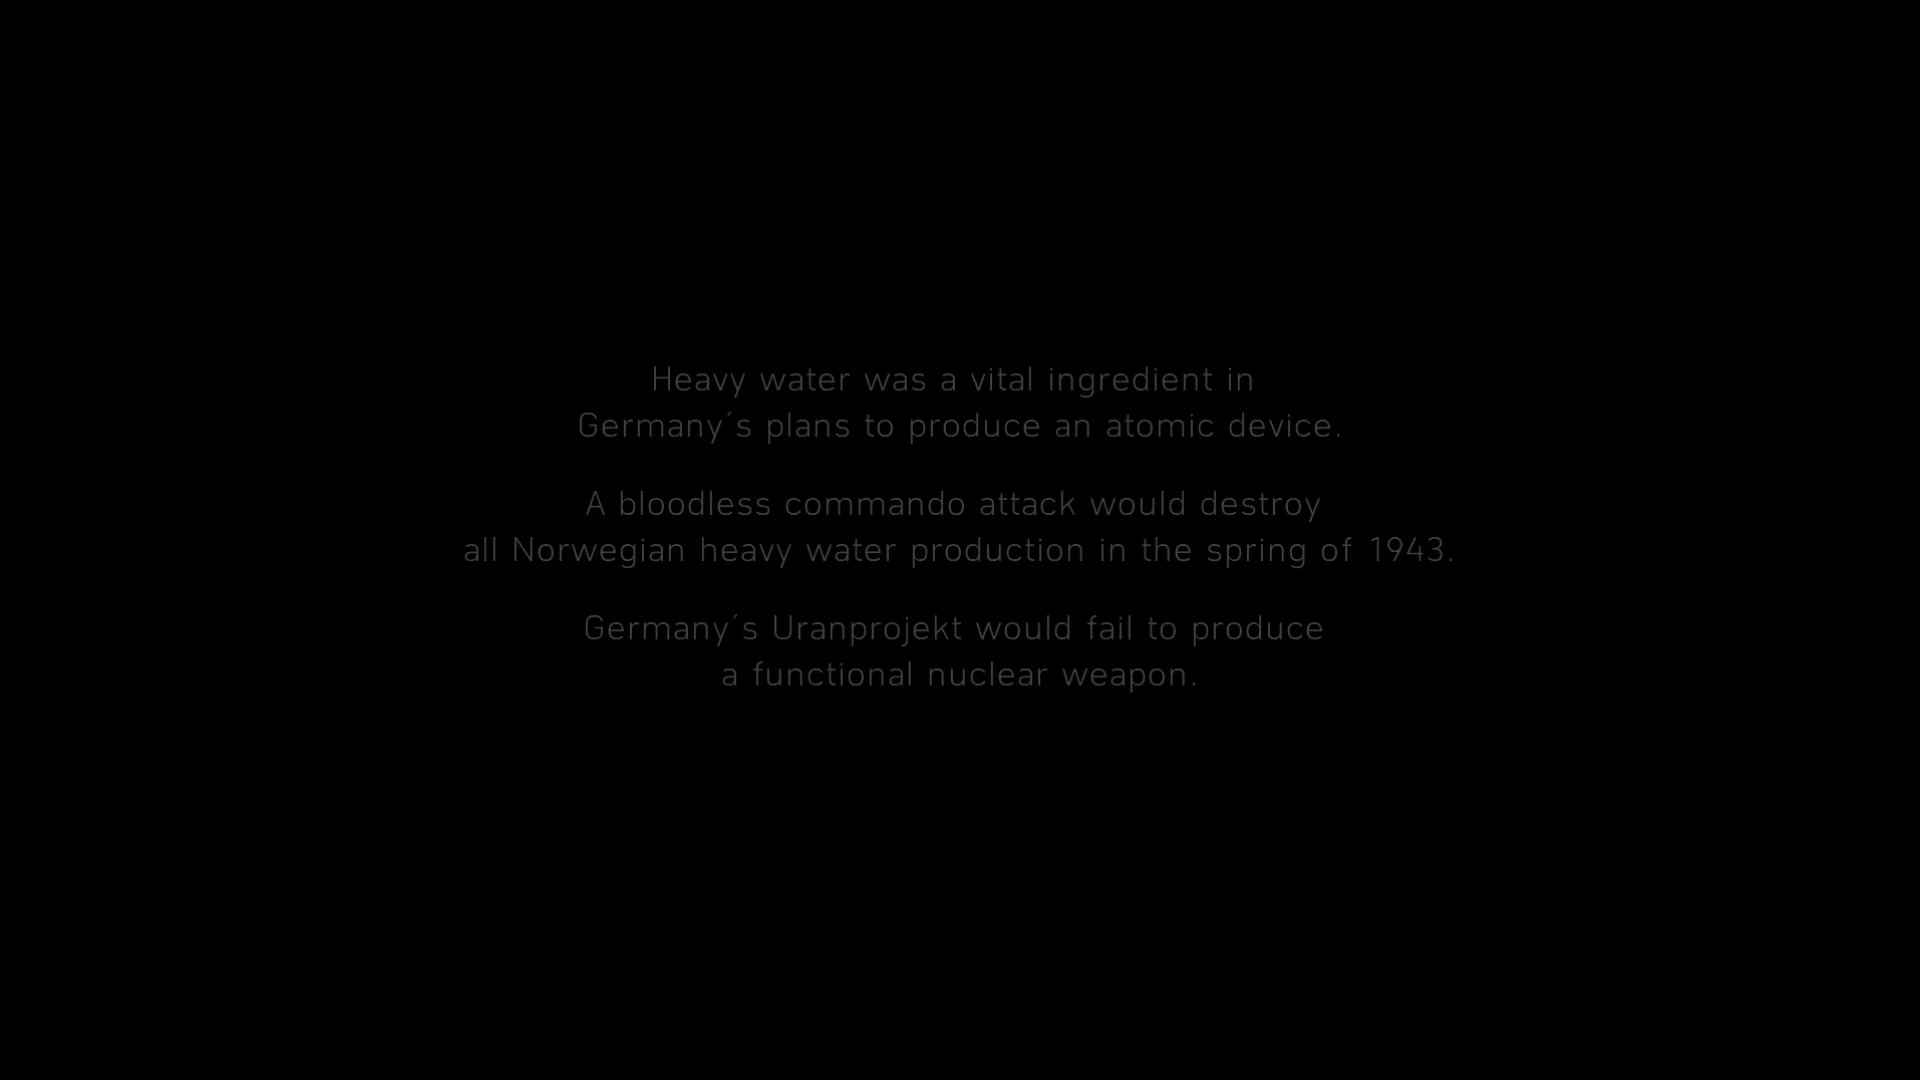 Heavy water was a vital ingredient in
Germany´s plans to produce an atomic device.
A bloodless commando attack would destroy
all Norwegian heavy water production in the spring of 1943.
Germany´s Uranprojekt would fail to produce
a functional nuclear weapon.